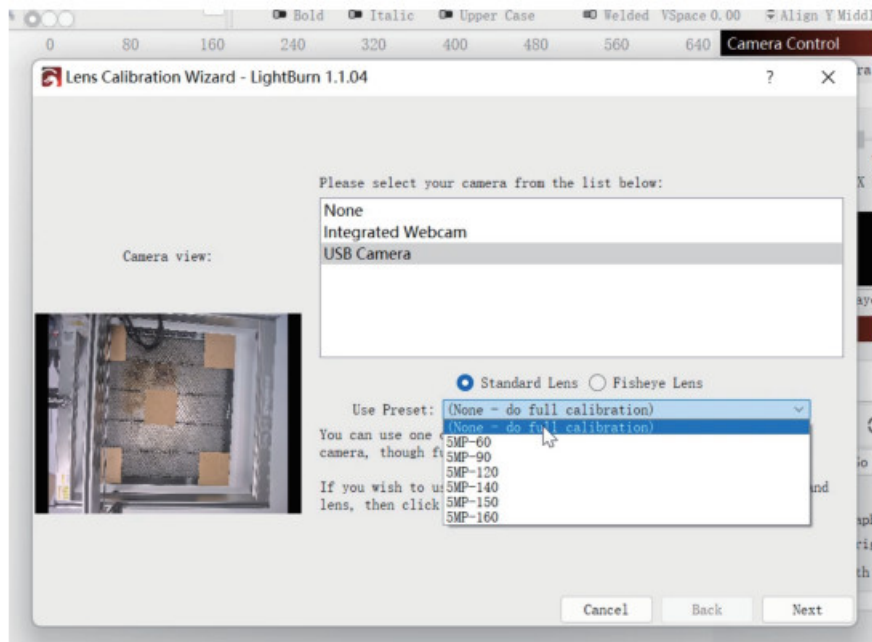 Bold Italic Upper Case Welded VSpace 0.00 Align Y Middl
0 80 160 240 320 400 480 560 640 Camera Control
Lens Calibration Wizard - LightBurn 1.1.04 ? ×
Please select your camera from the list below:
None
Integrated Webcam
USB Camera
Camera view:
Standard Lens Fisheye Lens
Use Preset: (None - do full calibration)
(None - do full calibration)
You can use one
5MP-60
camera, though
5MP-90
5MP-120
5MP-140
If you wish to and
5MP-150
lens, then click
5MP-160
Cancel Back Next